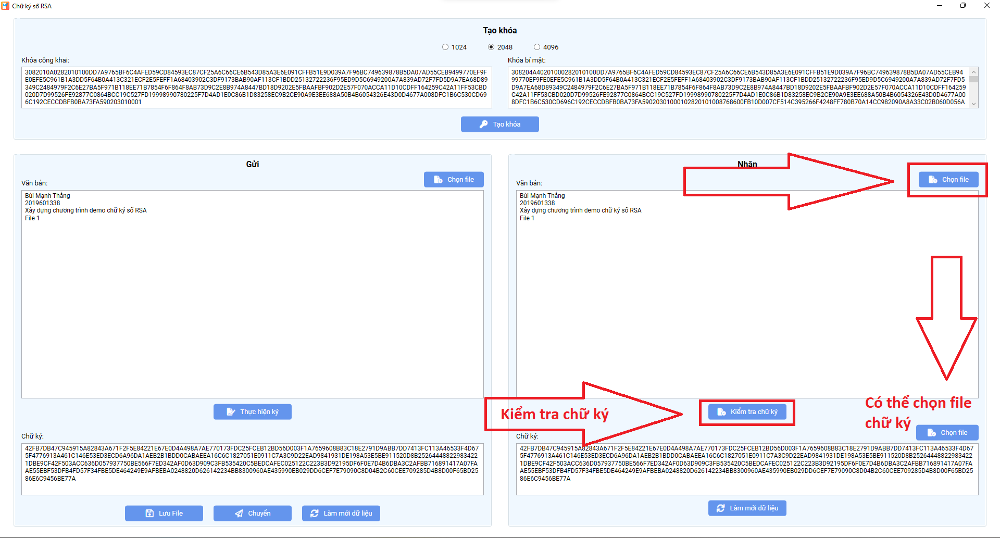 Chữ ký số RSA
Tạo khóa
1024
2048
4096
Khóa công khai:
3082010A0282010100DD7A9765BF6C4AFED59CD84593EC87CF25A6C66CE6B543D85A3E6E091CFFB51E9D039A7F96BC749639878B5DA07AD55CEB9499770EF9F
E0EFE5C961B1A3DD5F64B0A413C321ECF2E5FEFF1A68403902C3DF9173BAB90AF113CF1BDD25132722236F95ED9D5C6949200A7A839AD72F7FD5D9A7EA68D89
349C2484979F2C6E27BA5F971B118EE71B7854F6F864F8AB73D9C2E8B974A8447BD18D9202E5FBAAFBF902D2E57F070ACCA11D10CDFF164259C42A11FF53CBD
020D7D99526FE92877C0864BCC19C527FD19998990780225F7D4AD1E0C86B1D83258EC9B2CE90A9E3EE688A50B4B6054326E43D0D4677A008DFC1B6C530CD69
6C192CECCDBFB0BA73FA590203010001
Khóa bí mật:
308204A40201000282010100DD7A9765BF6C4AFED59CD84593EC87CF25A6C66CE6B543D85A3E6E091CFFB51E9D039A7F96BC749639878B5DA07AD55CEB94
99770EF9FE0EFE5C961B1A3DD5F64B0A413C321ECF2E5FEFF1A68403902C3DF9173BAB90AF113CF1BDD25132722236F95ED9D5C6949200A7A839AD72F7FD5
D9A7EA68D89349C2484979F2C6E27BA5F971B118EE71B7854F6F864F8AB73D9C2E8B974A8447BD18D9202E5FBAAFBF902D2E57F070ACCA11D10CDFF164259
C42A11FF53CBD020D7D99526FE92877C0864BCC19C527FD19998990780225F7D4AD1E0C86B1D83258EC9B2CE90A9E3EE688A50B4B6054326E43D0D4677A00
8DFC1B6C530CD696C192CECCDBFB0BA73FA59020301000102820101008768600FB10D007CF514C395266F4248FF780B70A14CC982090A8A33C02B060D056A
Tạo khóa
Gửi
Văn bản:
Chọn file
Bùi Mạnh Thắng
2019601338
Xây dựng chương trình demo chữ ký số RSA
File 1
Thực hiện ký
Chữ ký:
42FB7DB47C945915A82843A671F2F5E84221E67E0D4A498A7AE770173FDC25FCEB12BD56D003F1A7659608B83C18E2791D9ABB7DD7413FC113A46533F4D67
5F4776913A461C146E53ED3ECD6A96DA1AEB2B1BDD0CABAEEA16C6C1827051E0911C7A3C9D22EAD9841931DE198A53E5BE911520D8B25264448822983422
1DBE9CF42F503ACC636D057937750BE566F7ED342AF0D63D909C3FB535420C5BEDCAFEC025122C223B3D92195DF6F0E7D4B6DBA3C2AFBB716891417A07FA
AE55EBF53DFB4FD57F34FBE5DE464249E9AFBEBA0248820D626142234BB8300960AE435990EB029DD6CEF7E79090C8D04B2C60CEE709285D4B8D00F65BD25
86E6C9456BE77A
Lưu File
Chuyển
Làm mới dữ liệu
Nhận
Văn bản:
Chọn file
Bùi Mạnh Thắng
2019601338
Xây dựng chương trình demo chữ ký số RSA
File 1
Kiểm tra chữ ký
Kiểm tra chữ ký
Có thể chọn file
chữ ký
Chữ ký:
Chọn file
42FB7DB47C945915A82843A671F2F5E84221E67E0D4A498A7AE770173FDC25FCEB12BD56D003F1A7659608B83C18E2791D9ABB7DD7413FC113A46533F4D67
5F4776913A461C146E53ED3ECD6A96DA1AEB2B1BDD0CABAEEA16C6C1827051E0911C7A3C9D22EAD9841931DE198A53E5BE911520D8B25264448822983422
1DBE9CF42F503ACC636D057937750BE566F7ED342AF0D63D909C3FB535420C5BEDCAFEC025122C223B3D92195DF6F0E7D4B6DBA3C2AFBB716891417A07FA
AE55EBF53DFB4FD57F34FBE5DE464249E9AFBEBA0248820D626142234BB8300960AE435990EB029DD6CEF7E79090C8D04B2C60CEE709285D4B8D00F65BD25
86E6C9456BE77A
Làm mới dữ liệu